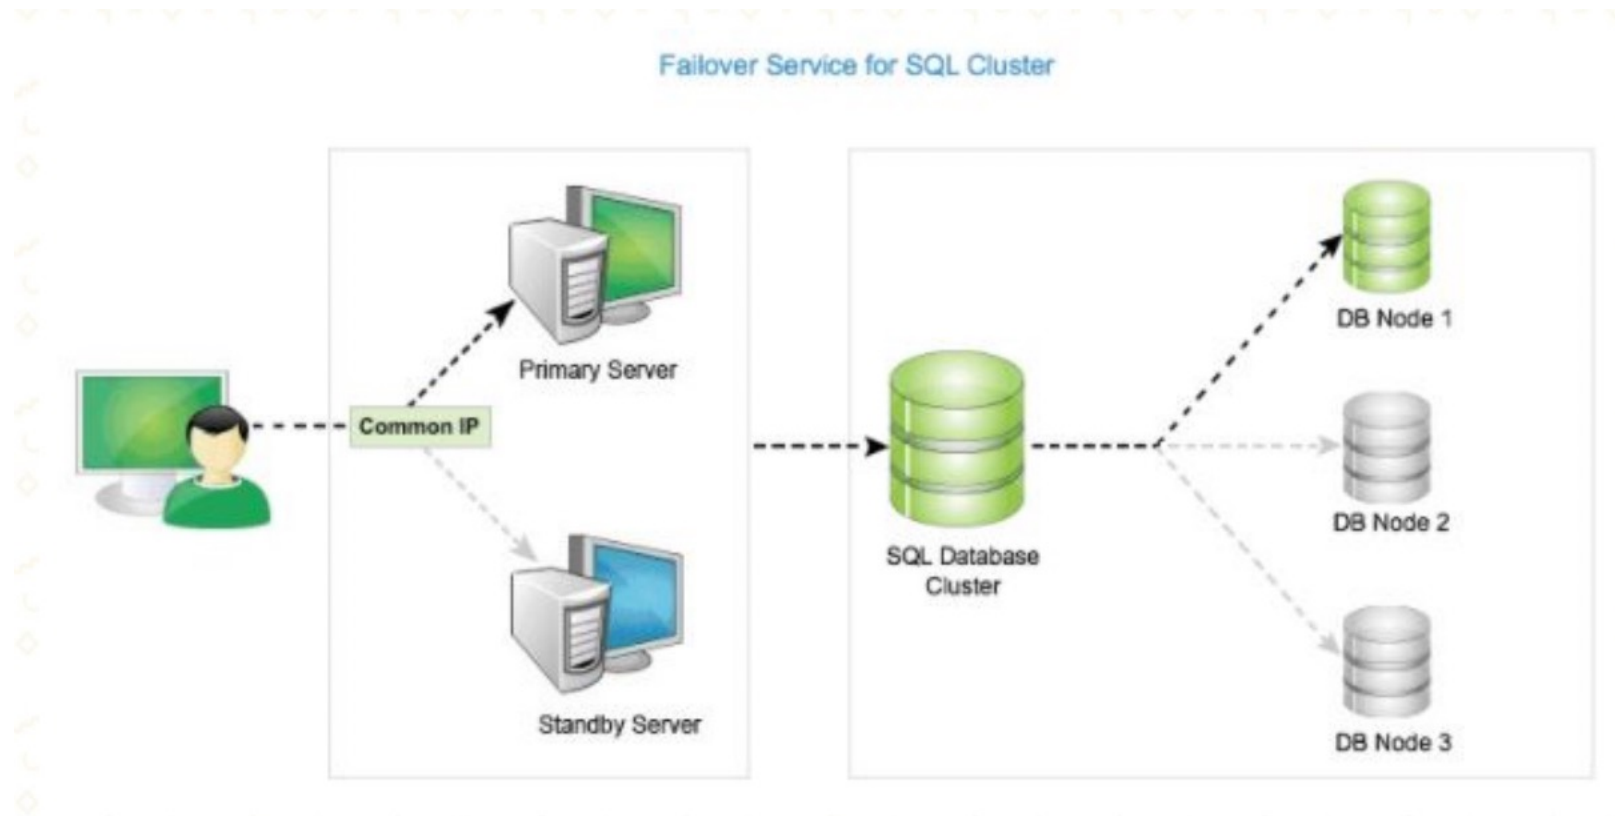 Failover Service for SQL Cluster
Common IP
Primary Server
Standby Server
SQL Database
Cluster
DB Node 1
DB Node 2
DB Node 3